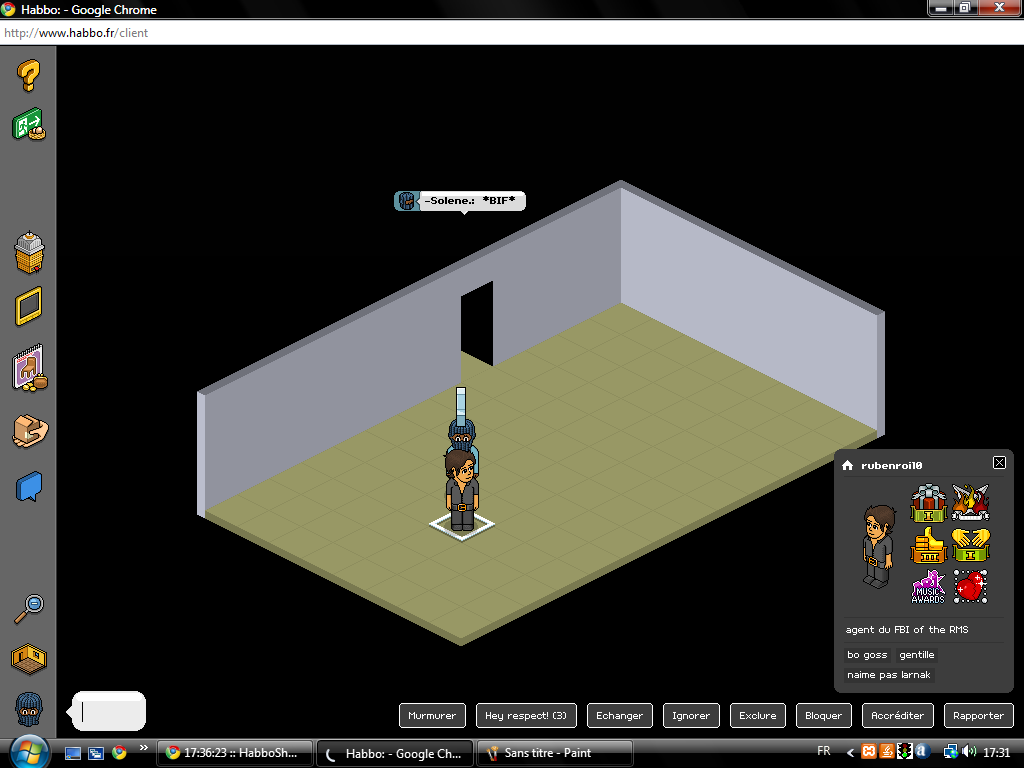 Habbo: - Google Chrome
http://www.habbo.fr/client
-Solene.: *BIF*
rubenroi10
I
III
I
MUSIC
AWARDS
agent du FBI of the RMS
bo goss gentille
naime pas larnak
Murmurer Hey respect! (3) Echanger Ignorer Exclure Bloquer Accréditer Rapporter
17:36:23 :: HabboSh... Habbo: - Google Ch... Sans titre - Paint FR 17:31